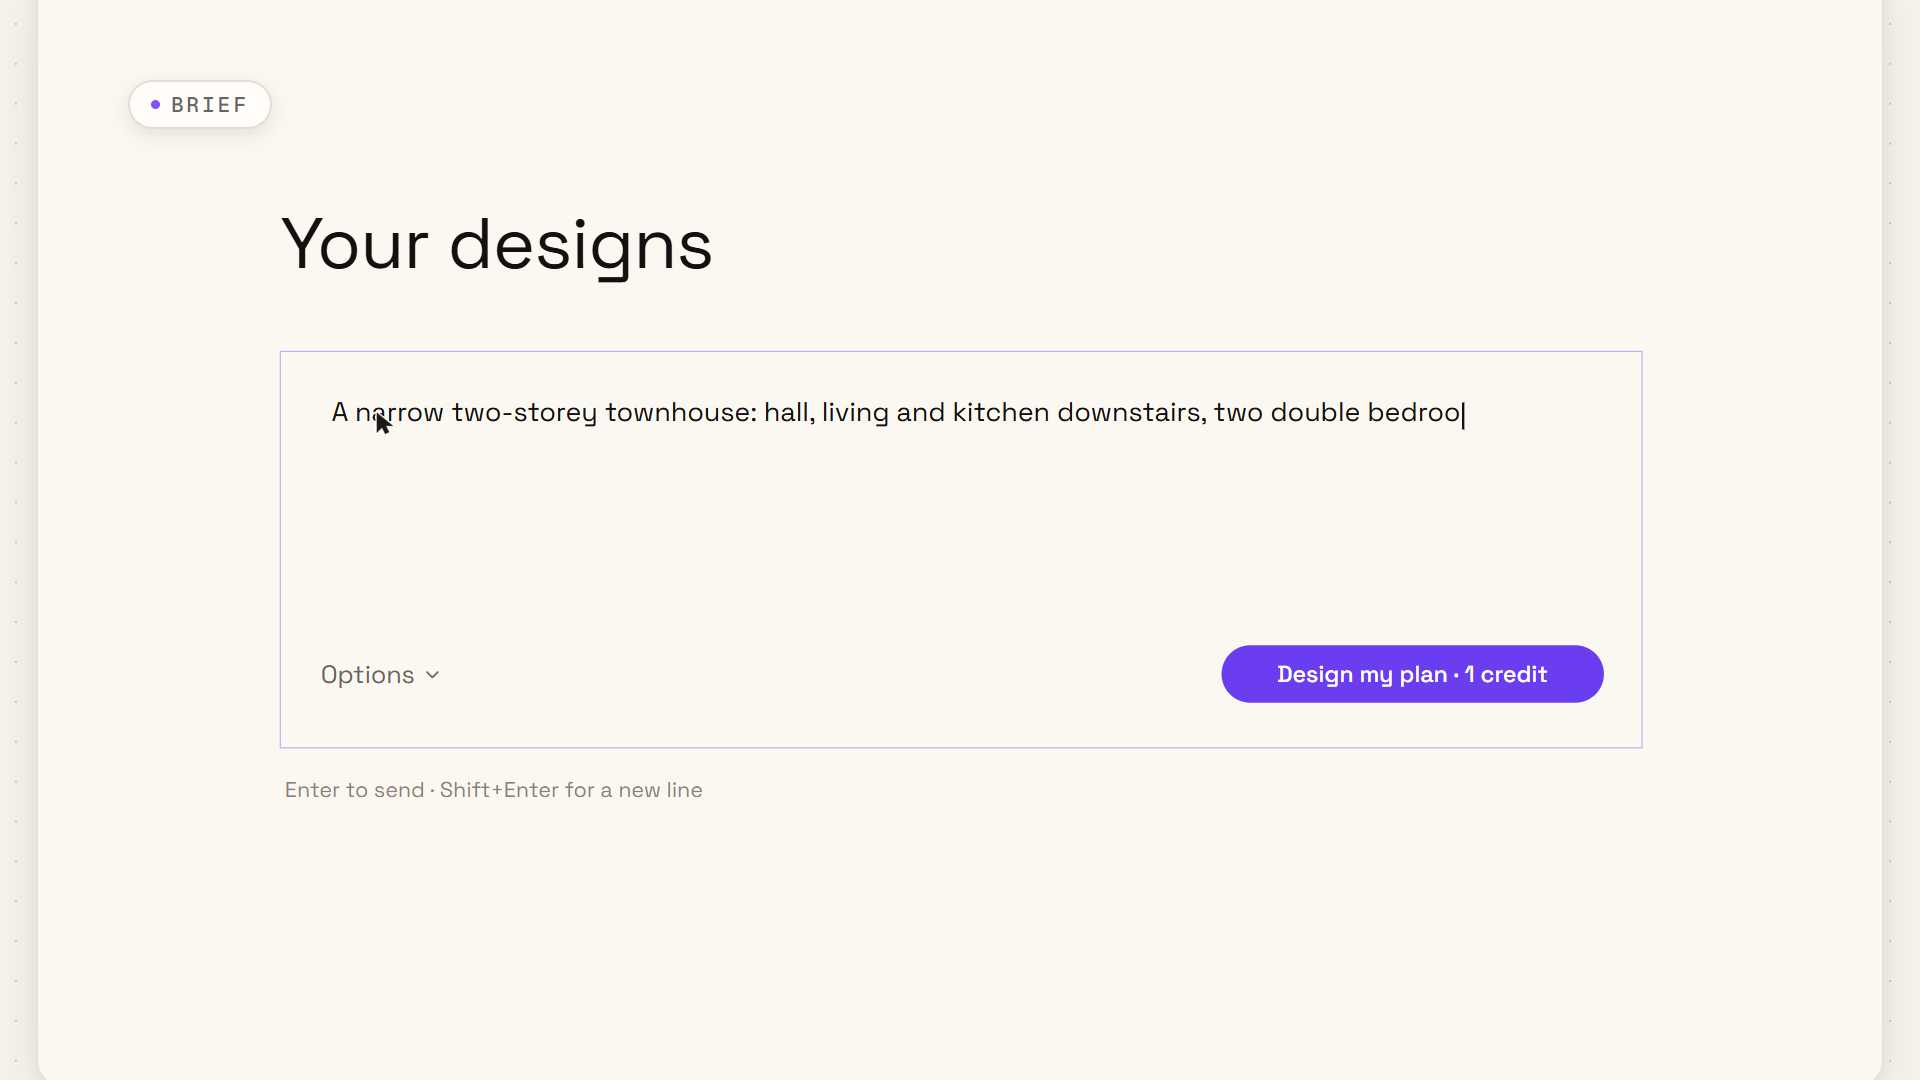 BRIEF
Your designs
A narrow two-storey townhouse: hall, living and kitchen downstairs, two double bedroo
Options
Design my plan · 1 credit
Enter to send · Shift+Enter for a new line